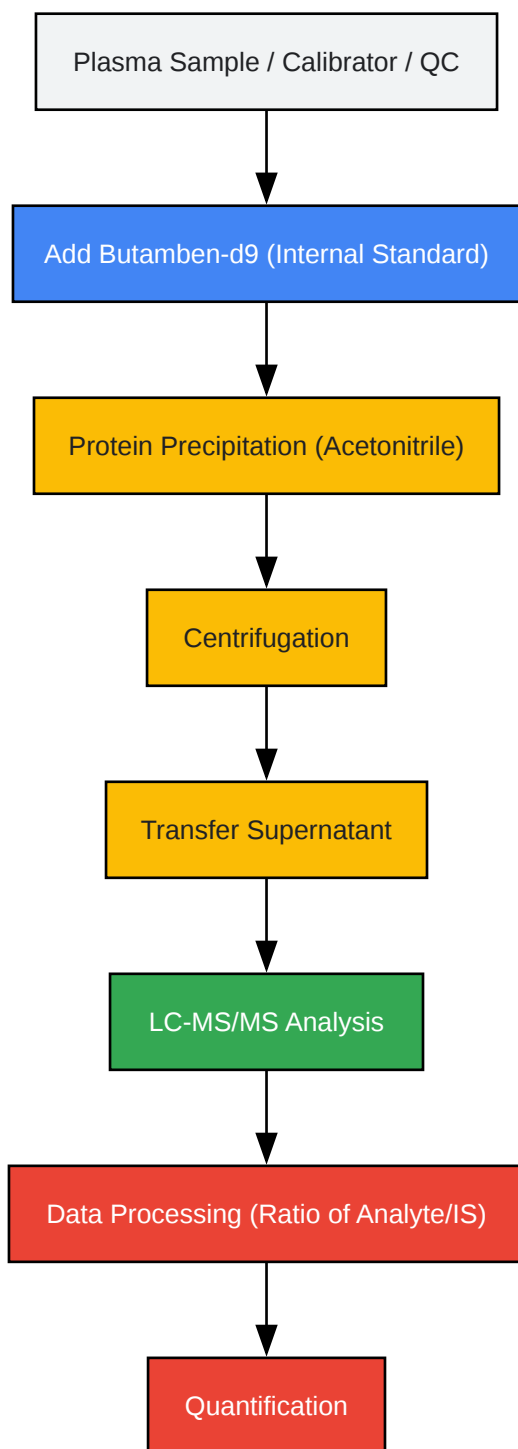 Plasma Sample / Calibrator / QC
Add Butamben-d9 (Internal Standard)
Protein Precipitation (Acetonitrile)
Centrifugation
Transfer Supernatant
LC-MS/MS Analysis
Data Processing (Ratio of Analyte/IS)
Quantification